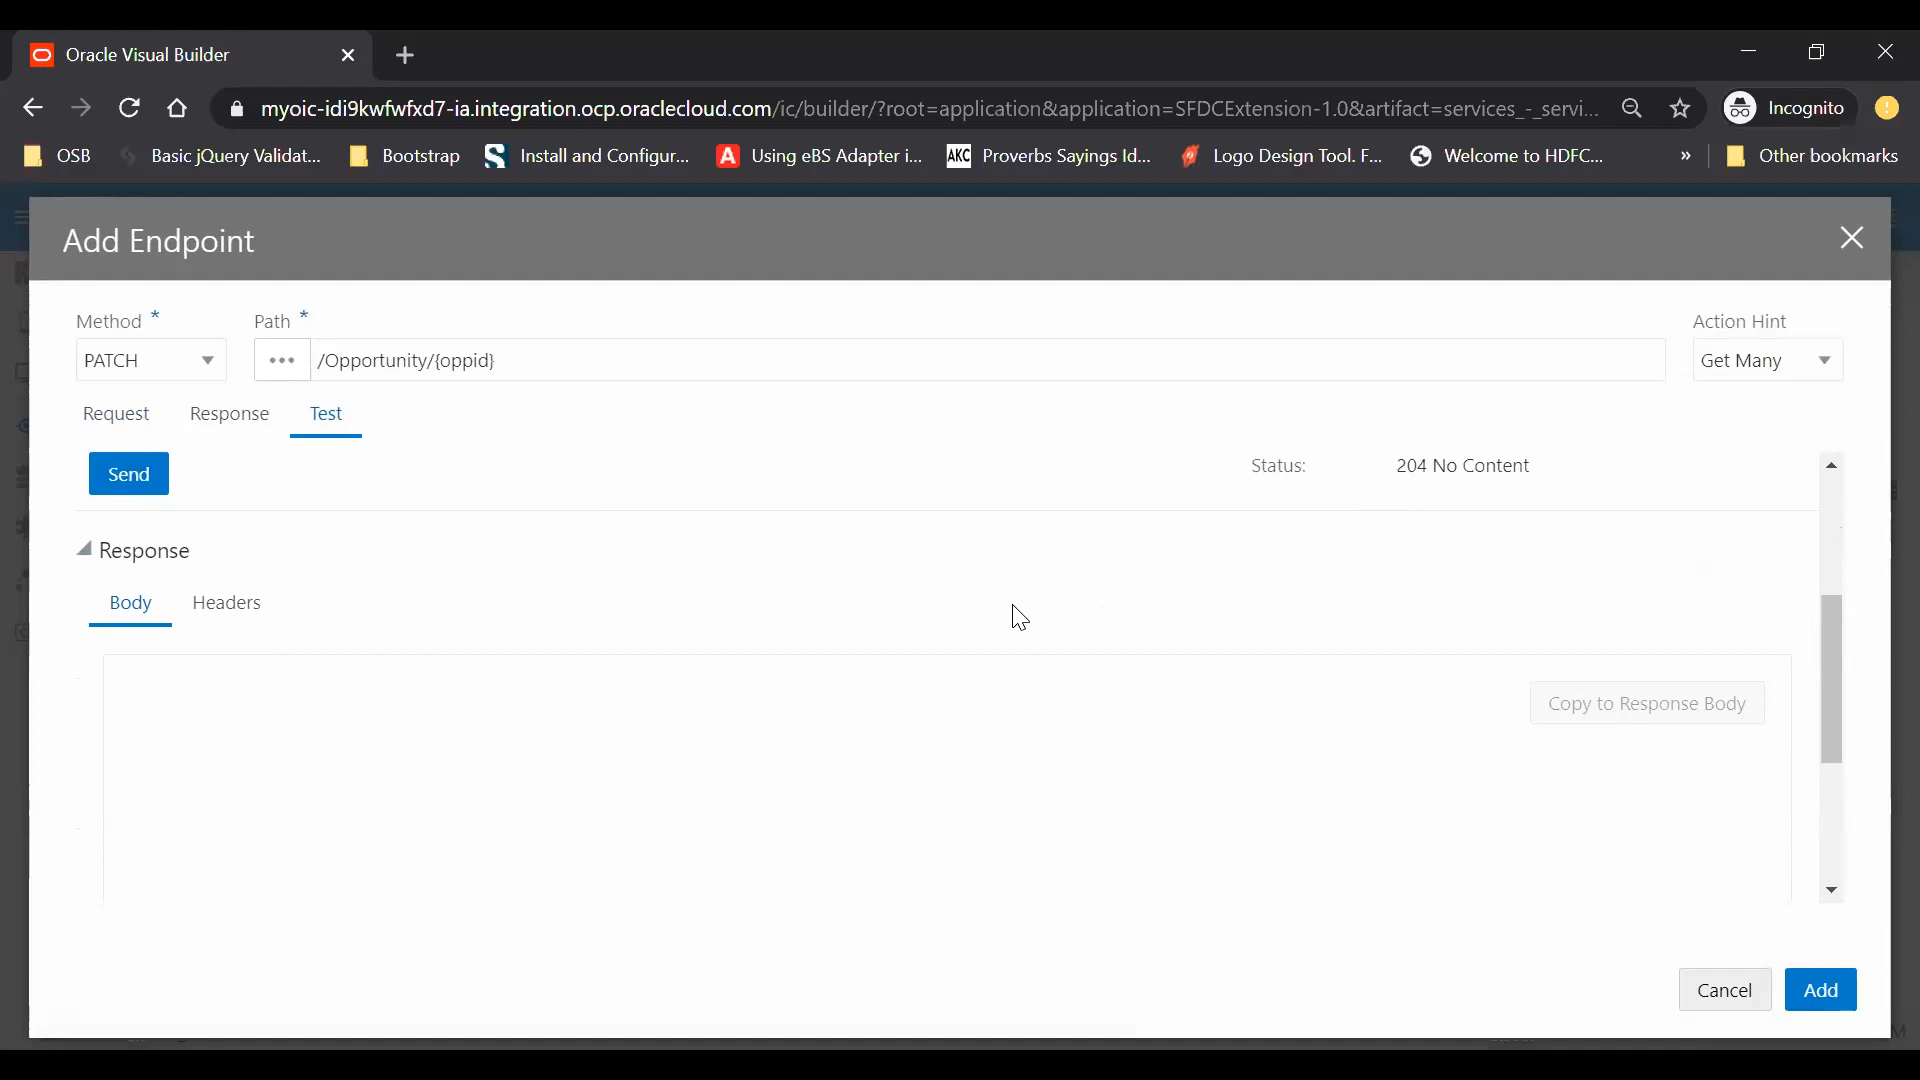 Oracle Visual Builder
myoic-idi9kwfwfxd7-ia.integration.ocp.oraclecloud.com/ic/builder/?root=application&application=SFDCExtension-1.0&artifact=services_-_servi...
Incognito
OSB
Basic jQuery Validat...
Bootstrap
Install and Configur...
Using eBS Adapter i...
AKC
Proverbs Sayings Id...
Logo Design Tool. F...
Welcome to HDFC...
»
Other bookmarks
Add Endpoint
Method *
Path *
Action Hint
PATCH
•••
/Opportunity/{oppid}
Get Many
Request
Response
Test
Send
Status:
204 No Content
Response
Body
Headers
Copy to Response Body
Cancel
Add